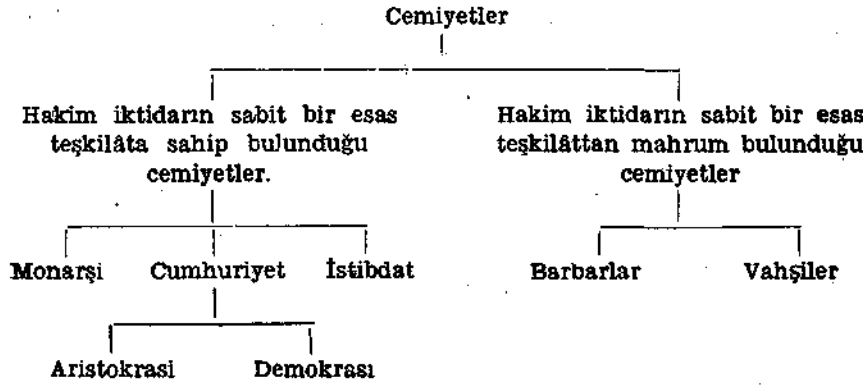 Cemiyetler
Hakim iktidarın sabit bir esas
teşkilâta sahip bulunduğu
cemiyetler.
Hakim iktidarın sabit bir esas
teşkilâttan mahrum bulunduğu
cemiyetler
Monarşi Cumhuriyet İstibdat
Barbarlar Vahşiler
Aristokrasi Demokrası